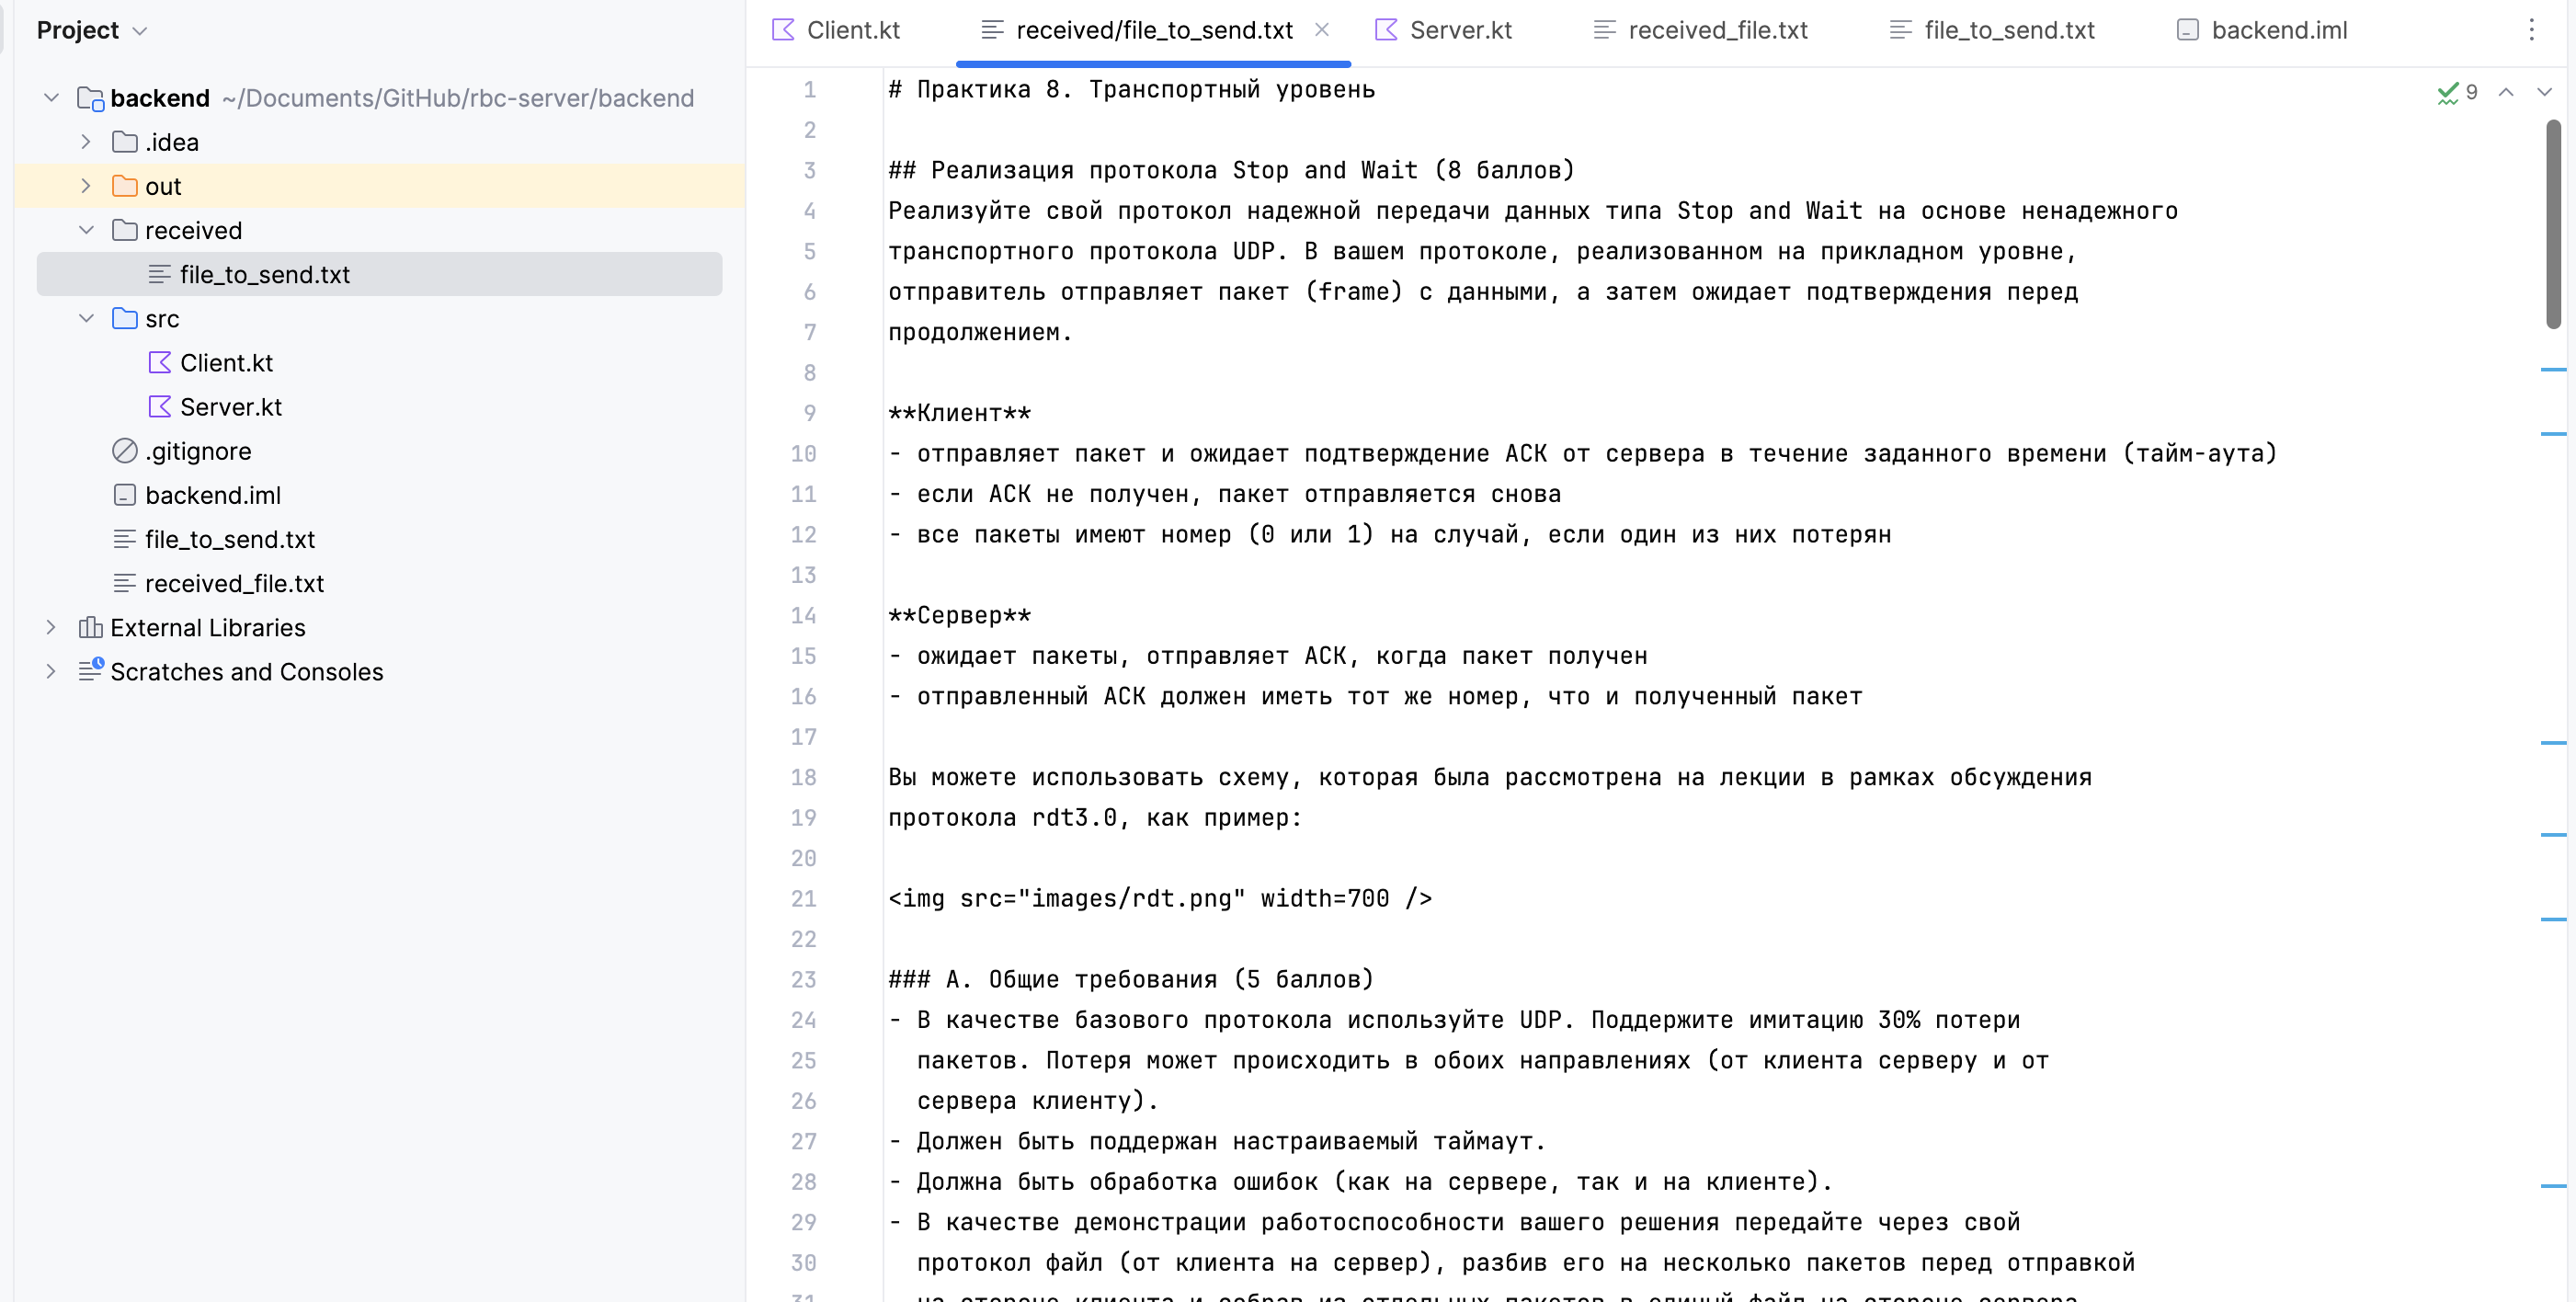 Project
backend ~/Documents/GitHub/rbc-server/backend
.idea
out
received
file_to_send.txt
src
Client.kt
Server.kt
.gitignore
backend.iml
file_to_send.txt
received_file.txt
External Libraries
Scratches and Consoles
Client.kt received/file_to_send.txt Server.kt received_file.txt file_to_send.txt backend.iml
9
1 # Практика 8. Транспортный уровень
2
3 ## Реализация протокола Stop and Wait (8 баллов)
4 Реализуйте свой протокол надежной передачи данных типа Stop and Wait на основе ненадежного
5 транспортного протокола UDP. В вашем протоколе, реализованном на прикладном уровне,
6 отправитель отправляет пакет (frame) с данными, а затем ожидает подтверждения перед
7 продолжением.
8
9 **Клиент**
10 - отправляет пакет и ожидает подтверждение ACK от сервера в течение заданного времени (тайм-аута)
11 - если ACK не получен, пакет отправляется снова
12 - все пакеты имеют номер (0 или 1) на случай, если один из них потерян
13
14 **Сервер**
15 - ожидает пакеты, отправляет ACK, когда пакет получен
16 - отправленный ACK должен иметь тот же номер, что и полученный пакет
17
18 Вы можете использовать схему, которая была рассмотрена на лекции в рамках обсуждения
19 протокола rdt3.0, как пример:
20
21 <img src="images/rdt.png" width=700 />
22
23 ### А. Общие требования (5 баллов)
24 - В качестве базового протокола используйте UDP. Поддержите имитацию 30% потери
25 пакетов. Потеря может происходить в обоих направлениях (от клиента серверу и от
26 сервера клиенту).
27 - Должен быть поддержан настраиваемый таймаут.
28 - Должна быть обработка ошибок (как на сервере, так и на клиенте).
29 - В качестве демонстрации работоспособности вашего решения передайте через свой
30 протокол файл (от клиента на сервер), разбив его на несколько пакетов перед отправкой
31 на стороне клиента и собрав из отдельных пакетов в единый файл на стороне сервера